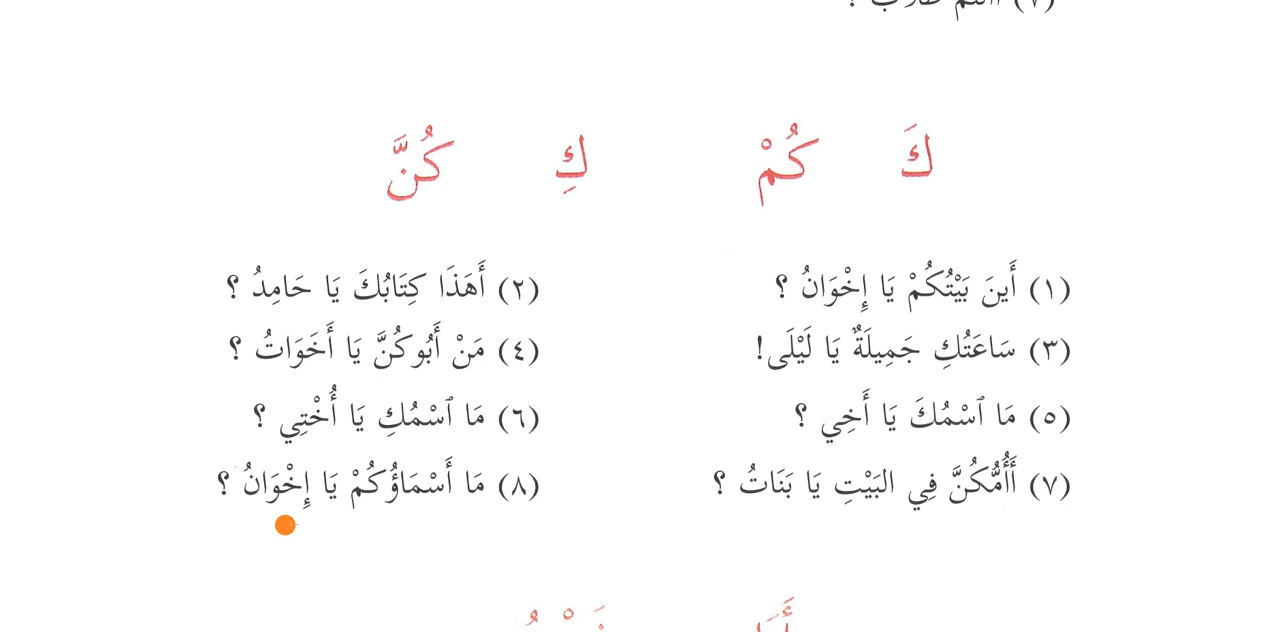 كَ كُمْ كِ كُنَّ
(١) أَينَ بَيْتُكُمْ يَا إِخْوَانُ ؟ (٢) أَهَذَا كِتَابُكَ يَا حَامِدُ ؟
(٣) سَاعَتُكِ جَمِيلَةٌ يَا لَيْلَى! (٤) مَنْ أَبُوكُنَّ يَا أَخَوَاتُ ؟
(٥) مَا ٱسْمُكَ يَا أَخِي ؟ (٦) مَا ٱسْمُكِ يَا أُخْتِي ؟
(٧) أَأُمُّكُنَّ فِي البَيْتِ يَا بَنَاتُ ؟ (٨) مَا أَسْمَاؤُكُمْ يَا إِخْوَانُ ؟